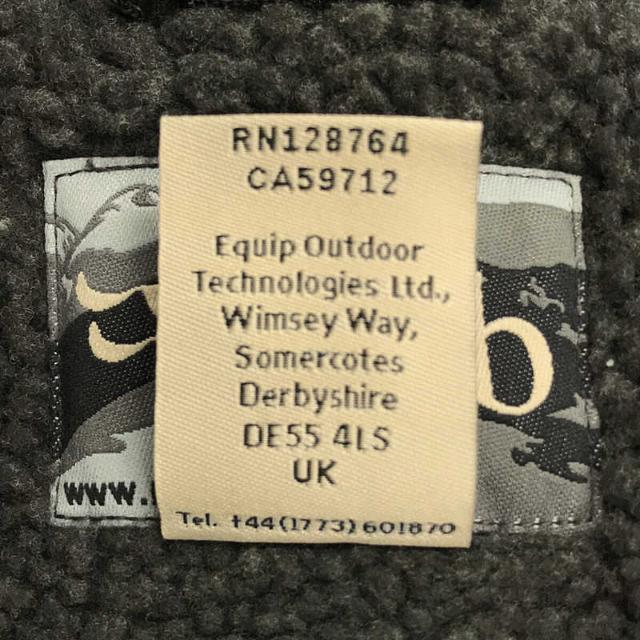 RN128764
CA59712
Equip Outdoor
Technologies Ltd.,
Wimsey Way,
Somercotes
Derbyshire
DE55 4LS
UK
Tel. +44(1773)601870
b
www.